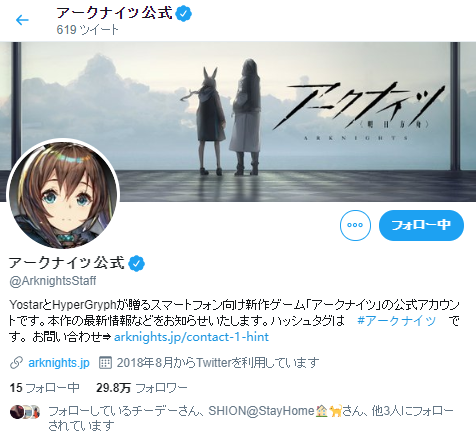 アークナイツ公式
619 ツイート
アークナイツ
〈明日方舟〉
ARKNIGHTS
フォロー中
アークナイツ公式
@ArknightsStaff
YostarとHyperGryphが贈るスマートフォン向け新作ゲーム「アークナイツ」の公式アカウン
トです。本作の最新情報などをお知らせいたします。ハッシュタグは #アークナイツ で
す。 お問い合わせ⇒ arknights.jp/contact-1-hint
arknights.jp 2018年8月からTwitterを利用しています
15 フォロー中 29.8万 フォロワー
フォローしているチーデーさん、SHION@StayHome🏠🐈さん、他3人にフォロー
されています